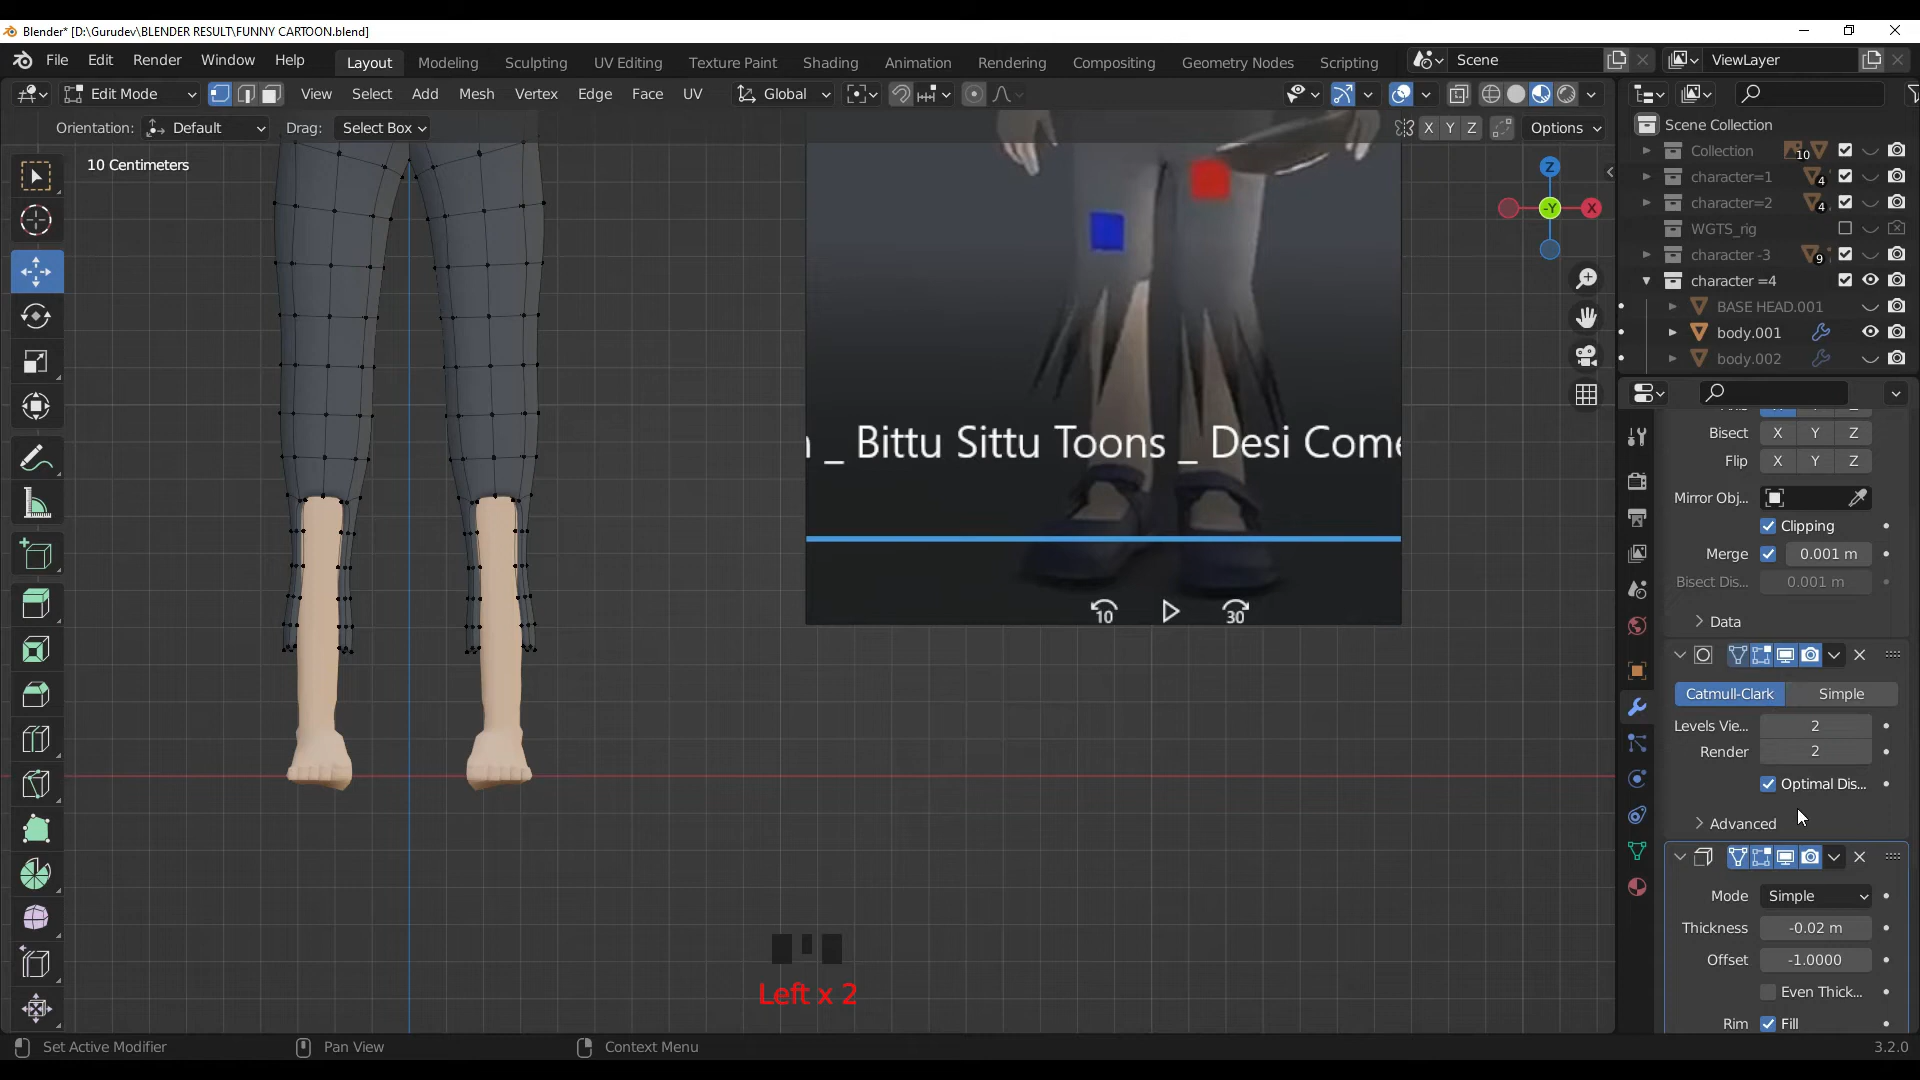 Blender* [D:\Gurudev\BLENDER RESULT\FUNNY CARTOON.blend]
File Edit Render Window Help Layout Modeling Sculpting UV Editing Texture Paint Shading Animation Rendering Compositing Geometry Nodes Scripting Scene ViewLayer
Edit Mode View Select Add Mesh Vertex Edge Face UV Global
Orientation: Default Drag: Select Box X Y Z Options
10 Centimeters
Scene Collection
Collection 10
character=1 4
character=2 4
WGTS_rig
character -3 9
character =4
BASE HEAD.001
body.001
body.002
Z
-Y X
_ Bittu Sittu Toons _ Desi Come
10 30
Bisect X Y Z
Flip X Y Z
Mirror Obj...
Clipping
Merge 0.001 m
Bisect Dis... 0.001 m
Data
Catmull-Clark Simple
Levels Vie... 2
Render 2
Optimal Dis...
Advanced
Mode Simple
Thickness -0.02 m
Offset -1.0000
Even Thick...
Rim Fill
Left x 2
Set Active Modifier Pan View Context Menu 3.2.0